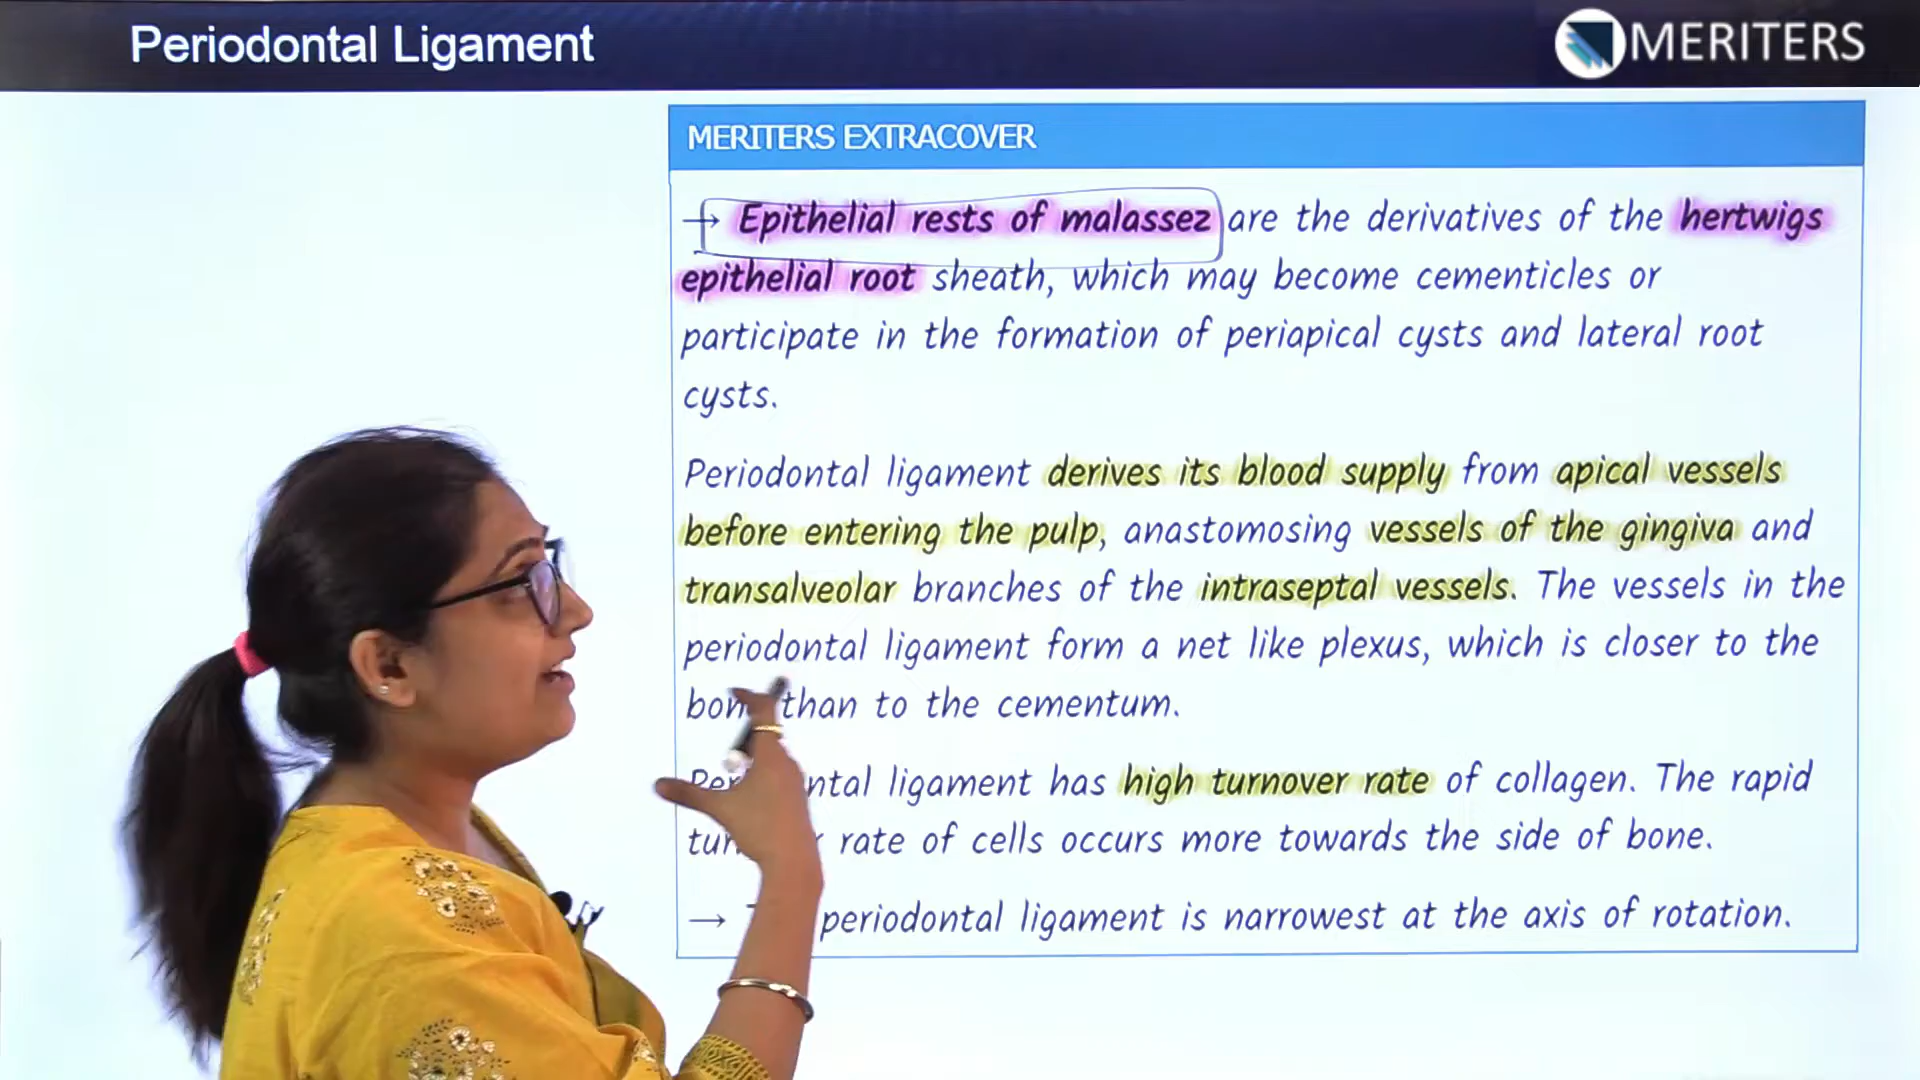 Periodontal Ligament
MERITERS
MERITERS EXTRACOVER
→ Epithelial rests of malassez are the derivatives of the hertwigs
epithelial root sheath, which may become cementicles or
participate in the formation of periapical cysts and lateral root
cysts.
Periodontal ligament derives its blood supply from apical vessels
before entering the pulp, anastomosing vessels of the gingiva and
transalveolar branches of the intraseptal vessels. The vessels in the
periodontal ligament form a net like plexus, which is closer to the
than to the cementum.
ligament has high turnover rate of collagen. The rapid
rate of cells occurs more towards the side of bone.
→ periodontal ligament is narrowest at the axis of rotation.